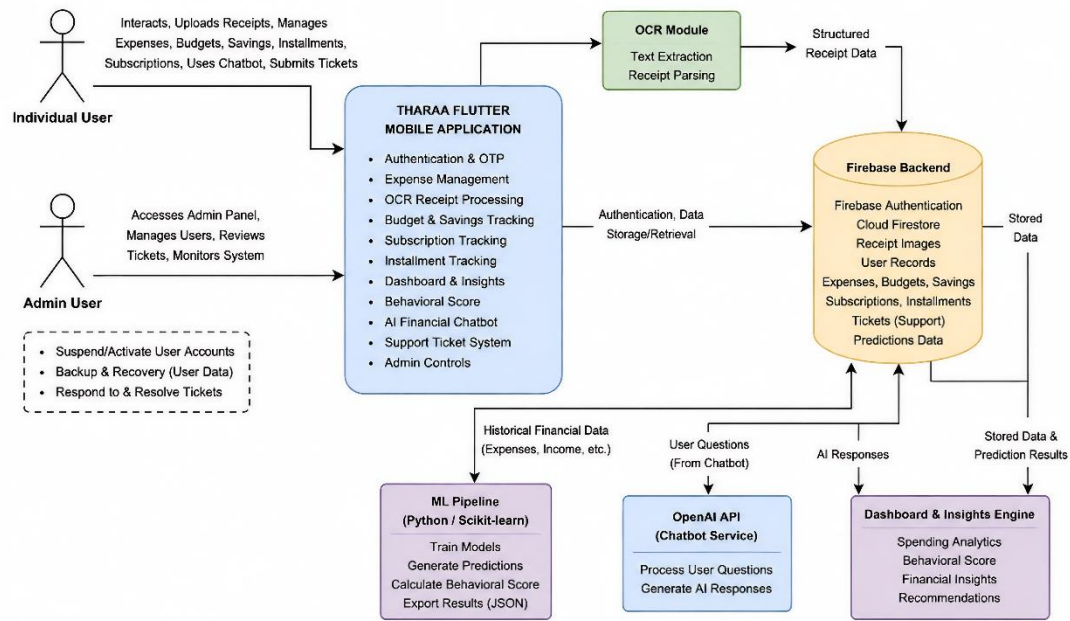 Interacts, Uploads Receipts, Manages
Expenses, Budgets, Savings, Installments,
Subscriptions, Uses Chatbot, Submits Tickets
Individual User
Accesses Admin Panel,
Manages Users, Reviews
Tickets, Monitors System
Admin User
• Suspend/Activate User Accounts
• Backup & Recovery (User Data)
• Respond to & Resolve Tickets
THARAA FLUTTER
MOBILE APPLICATION
• Authentication & OTP
• Expense Management
• OCR Receipt Processing
• Budget & Savings Tracking
• Subscription Tracking
• Installment Tracking
• Dashboard & Insights
• Behavioral Score
• AI Financial Chatbot
• Support Ticket System
• Admin Controls
OCR Module
Text Extraction
Receipt Parsing
Structured
Receipt Data
Authentication, Data
Storage/Retrieval
Firebase Backend
Firebase Authentication
Cloud Firestore
Receipt Images
User Records
Expenses, Budgets, Savings
Subscriptions, Installments
Tickets (Support)
Predictions Data
Stored
Data
Historical Financial Data
(Expenses, Income, etc.)
User Questions
(From Chatbot)
AI Responses
Stored Data &
Prediction Results
ML Pipeline
(Python / Scikit-learn)
Train Models
Generate Predictions
Calculate Behavioral Score
Export Results (JSON)
OpenAI API
(Chatbot Service)
Process User Questions
Generate AI Responses
Dashboard & Insights Engine
Spending Analytics
Behavioral Score
Financial Insights
Recommendations